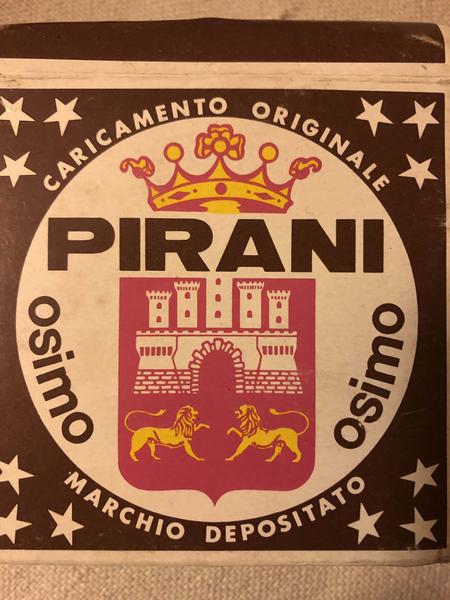 CARICAMENTO ORIGINALE
PIRANI
osimo
osimo
MARCHIO DEPOSITATO